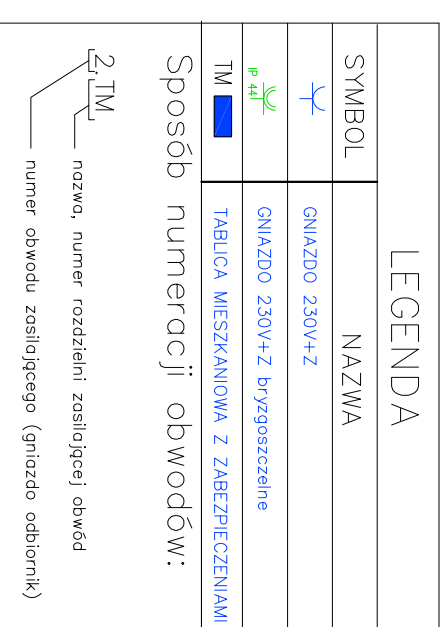 LEGENDA
SYMBOL NAZWA
GNIAZDO 230V+Z
IP 44 GNIAZDO 230V+Z bryzgoszczelne
TM TABLICA MIESZKANIOWA Z ZABEZPIECZENIAMI
Sposób numeracji obwodów:
2.TM
nazwa, numer rozdzielni zasilającej obwód
numer obwodu zasilającego (gniazdo odbiornik)